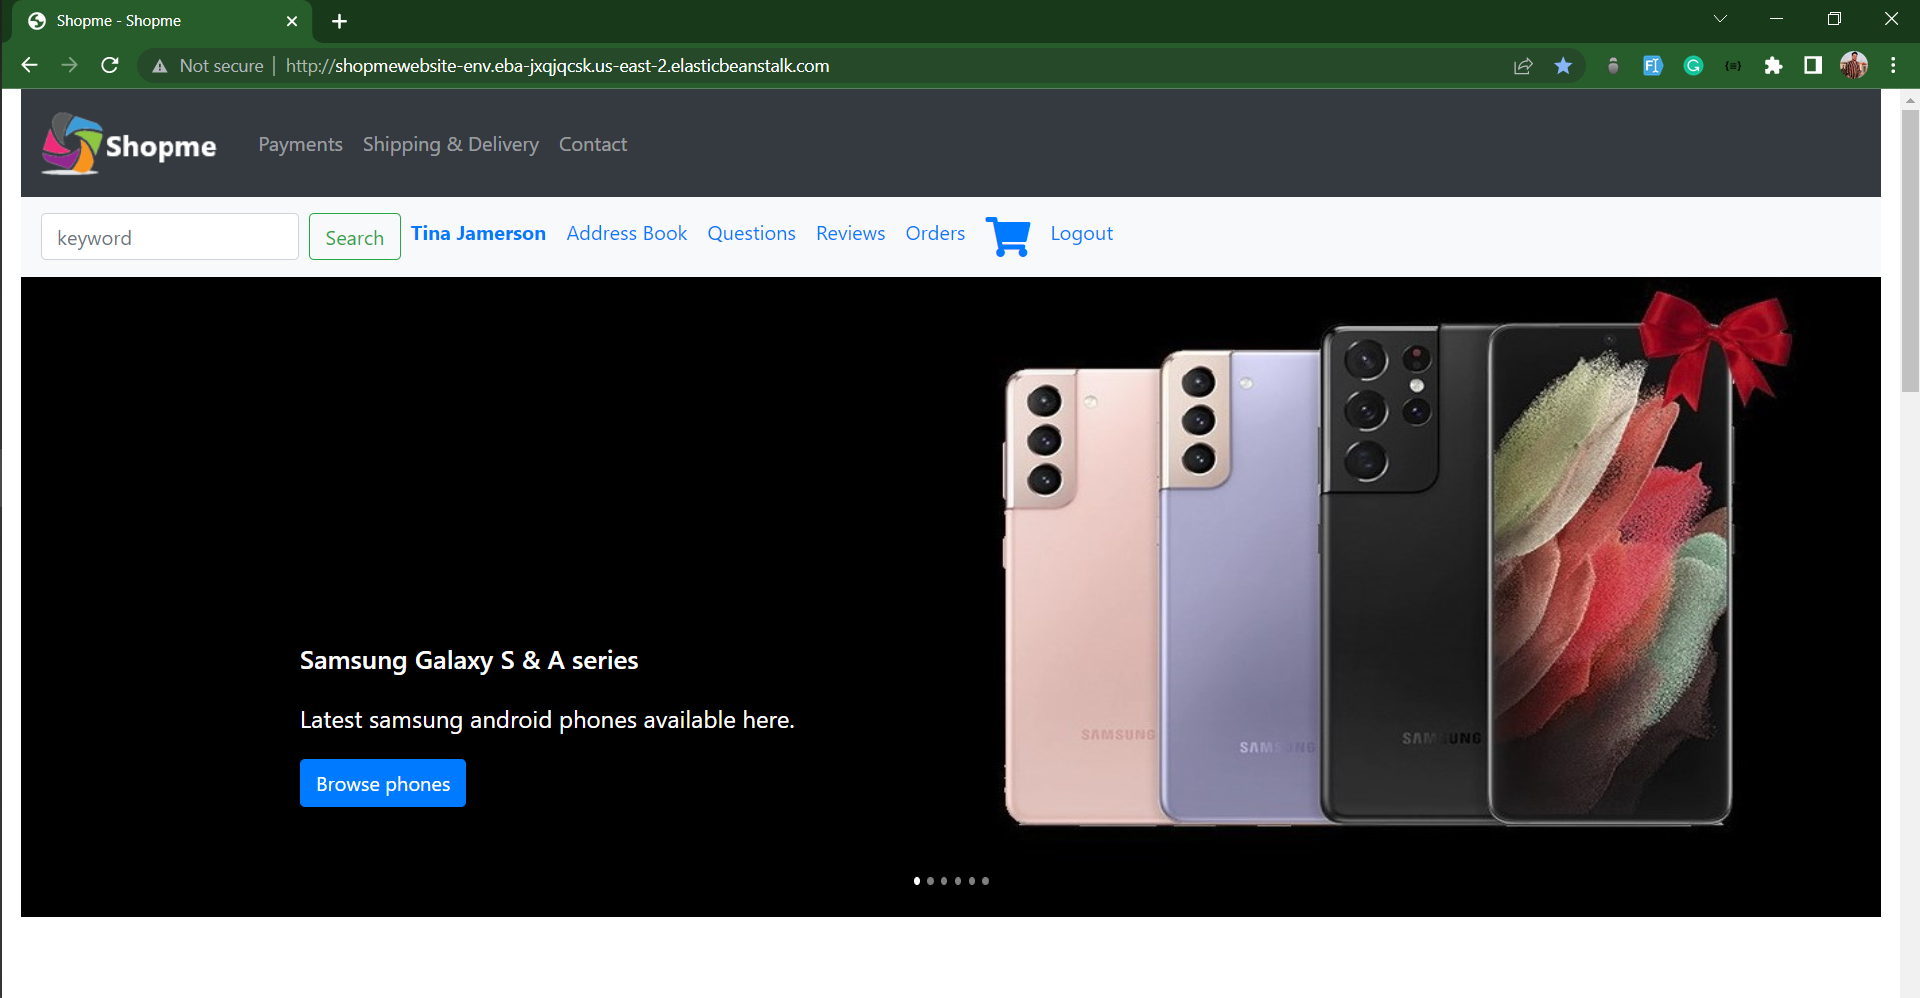 Shopme - Shopme
Not secure
http://shopmewebsite-env.eba-jxqjqcsk.us-east-2.elasticbeanstalk.com
Shopme
Payments Shipping & Delivery Contact
keyword Search Tina Jamerson Address Book Questions Reviews Orders Logout
Samsung Galaxy S & A series
Latest samsung android phones available here.
Browse phones
SAMSUNG SAMSUNG SAMSUNG